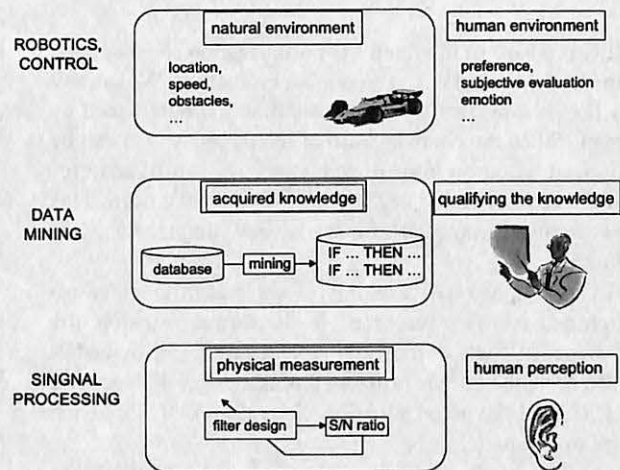 ROBOTICS,
CONTROL
natural environment
location,
speed,
obstacles,
...
human environment
preference,
subjective evaluation
emotion
...
DATA
MINING
acquired knowledge
database
mining
IF ... THEN ...
IF ... THEN ...
qualifying the knowledge
SINGNAL
PROCESSING
physical measurement
filter design
S/N ratio
human perception